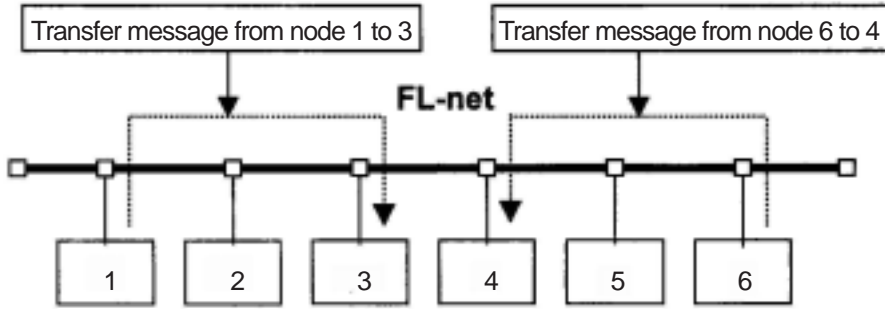 Transfer message from node 1 to 3
Transfer message from node 6 to 4
FL-net
1
2
3
4
5
6